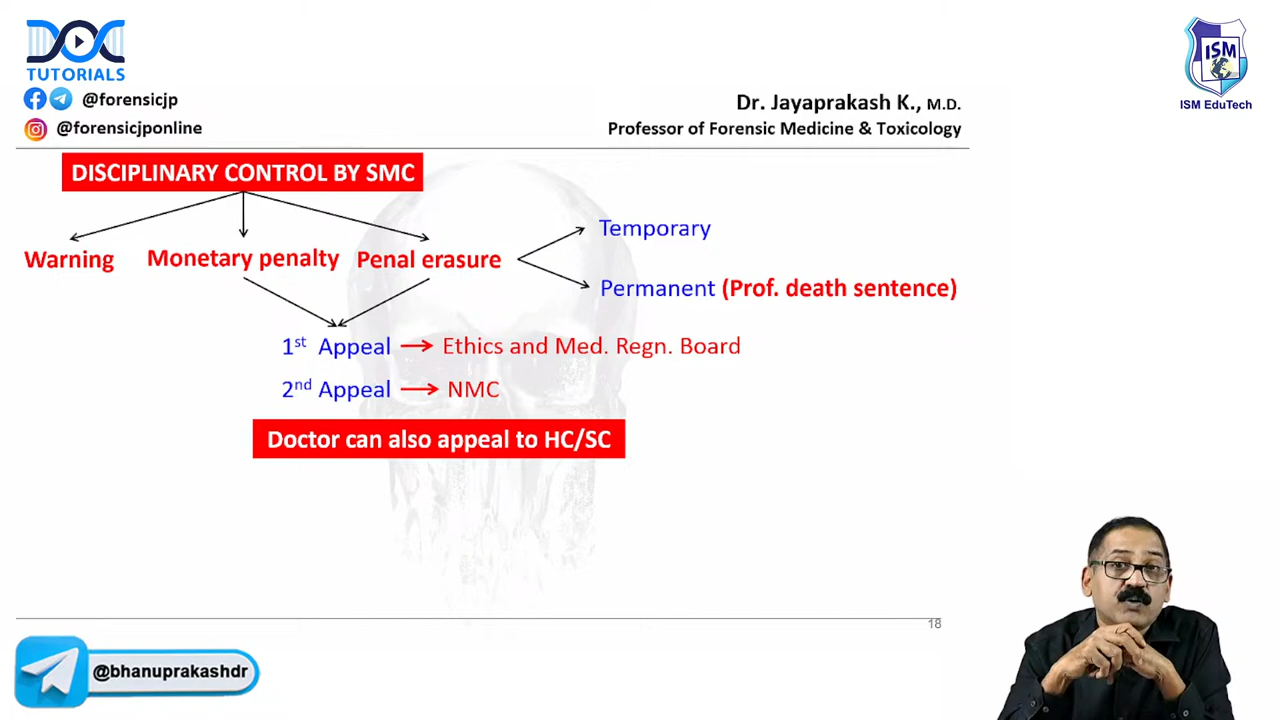 DOC
TUTORIALS
@forensicjp
@forensicjponline
ISM
ISM EduTech
Dr. Jayaprakash K., M.D.
Professor of Forensic Medicine & Toxicology
DISCIPLINARY CONTROL BY SMC
Warning
Monetary penalty
Penal erasure
Temporary
Permanent (Prof. death sentence)
1st Appeal → Ethics and Med. Regn. Board
2nd Appeal → NMC
Doctor can also appeal to HC/SC
18
@bhanuprakashdr